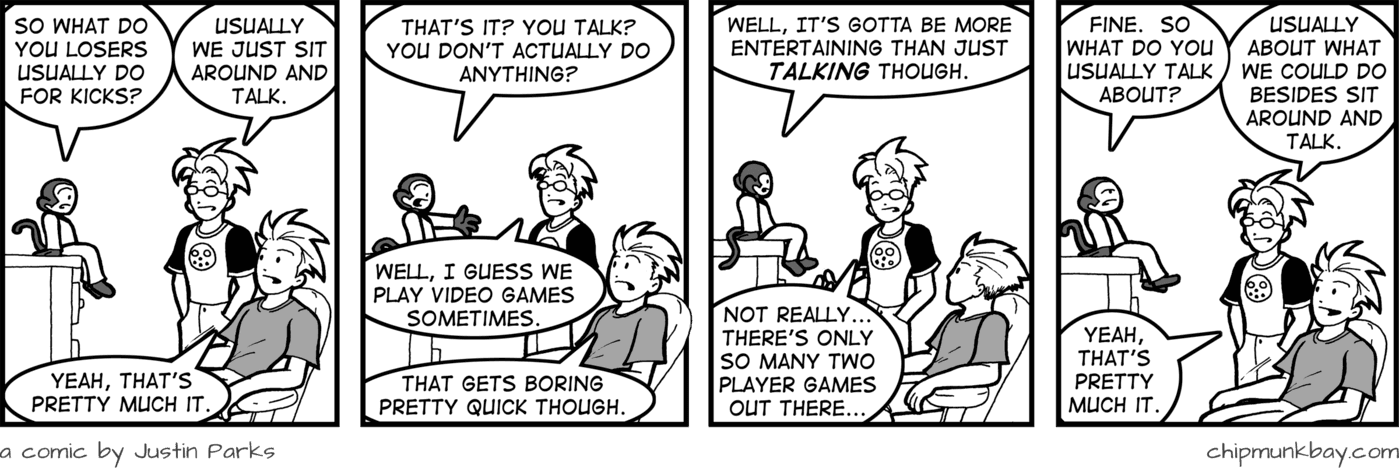 SO WHAT DO
YOU LOSERS
USUALLY DO
FOR KICKS?
USUALLY
WE JUST SIT
AROUND AND
TALK.
YEAH, THAT'S
PRETTY MUCH IT.
THAT'S IT? YOU TALK?
YOU DON'T ACTUALLY DO
ANYTHING?
WELL, I GUESS WE
PLAY VIDEO GAMES
SOMETIMES.
THAT GETS BORING
PRETTY QUICK THOUGH.
WELL, IT'S GOTTA BE MORE
ENTERTAINING THAN JUST
TALKING THOUGH.
NOT REALLY...
THERE'S ONLY
SO MANY TWO
PLAYER GAMES
OUT THERE...
FINE. SO
WHAT DO YOU
USUALLY TALK
ABOUT?
USUALLY
ABOUT WHAT
WE COULD DO
BESIDES SIT
AROUND AND
TALK.
YEAH,
THAT'S
PRETTY
MUCH IT.
a comic by Justin Parks
chipmunkbay.com